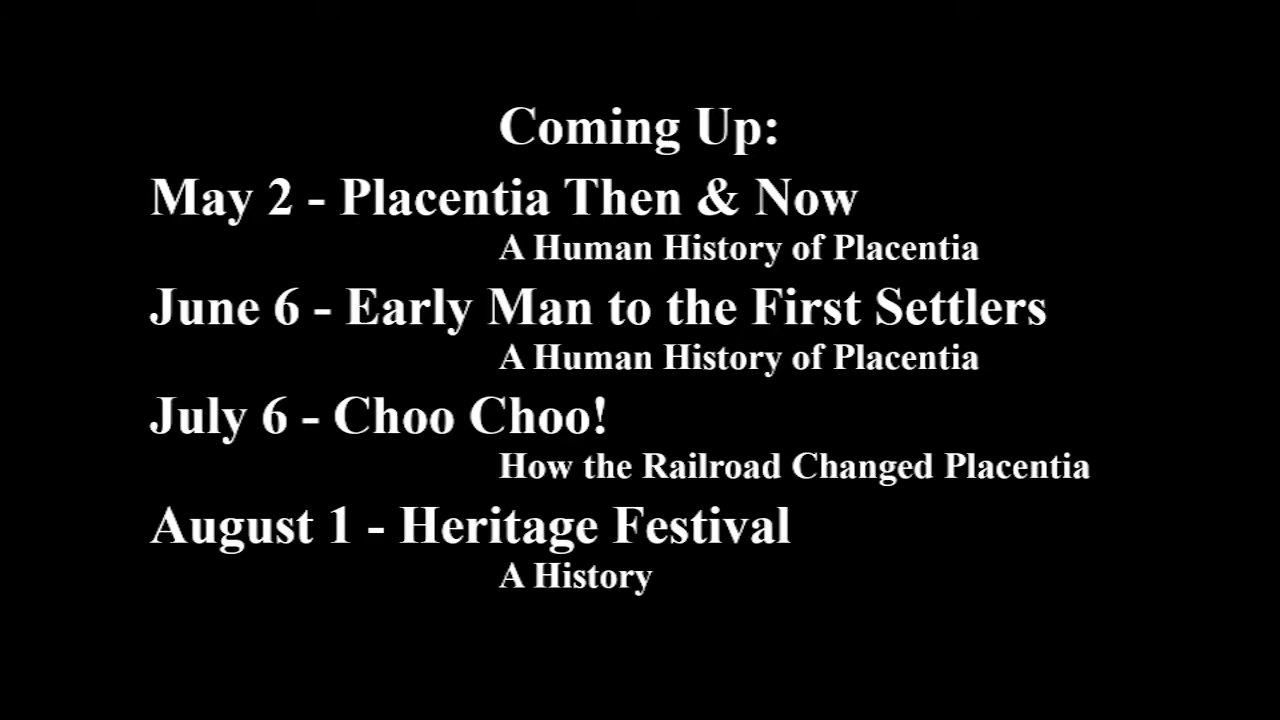 Coming Up:
May 2 - Placentia Then & Now
A Human History of Placentia
June 6 - Early Man to the First Settlers
A Human History of Placentia
July 6 - Choo Choo!
How the Railroad Changed Placentia
August 1 - Heritage Festival
A History